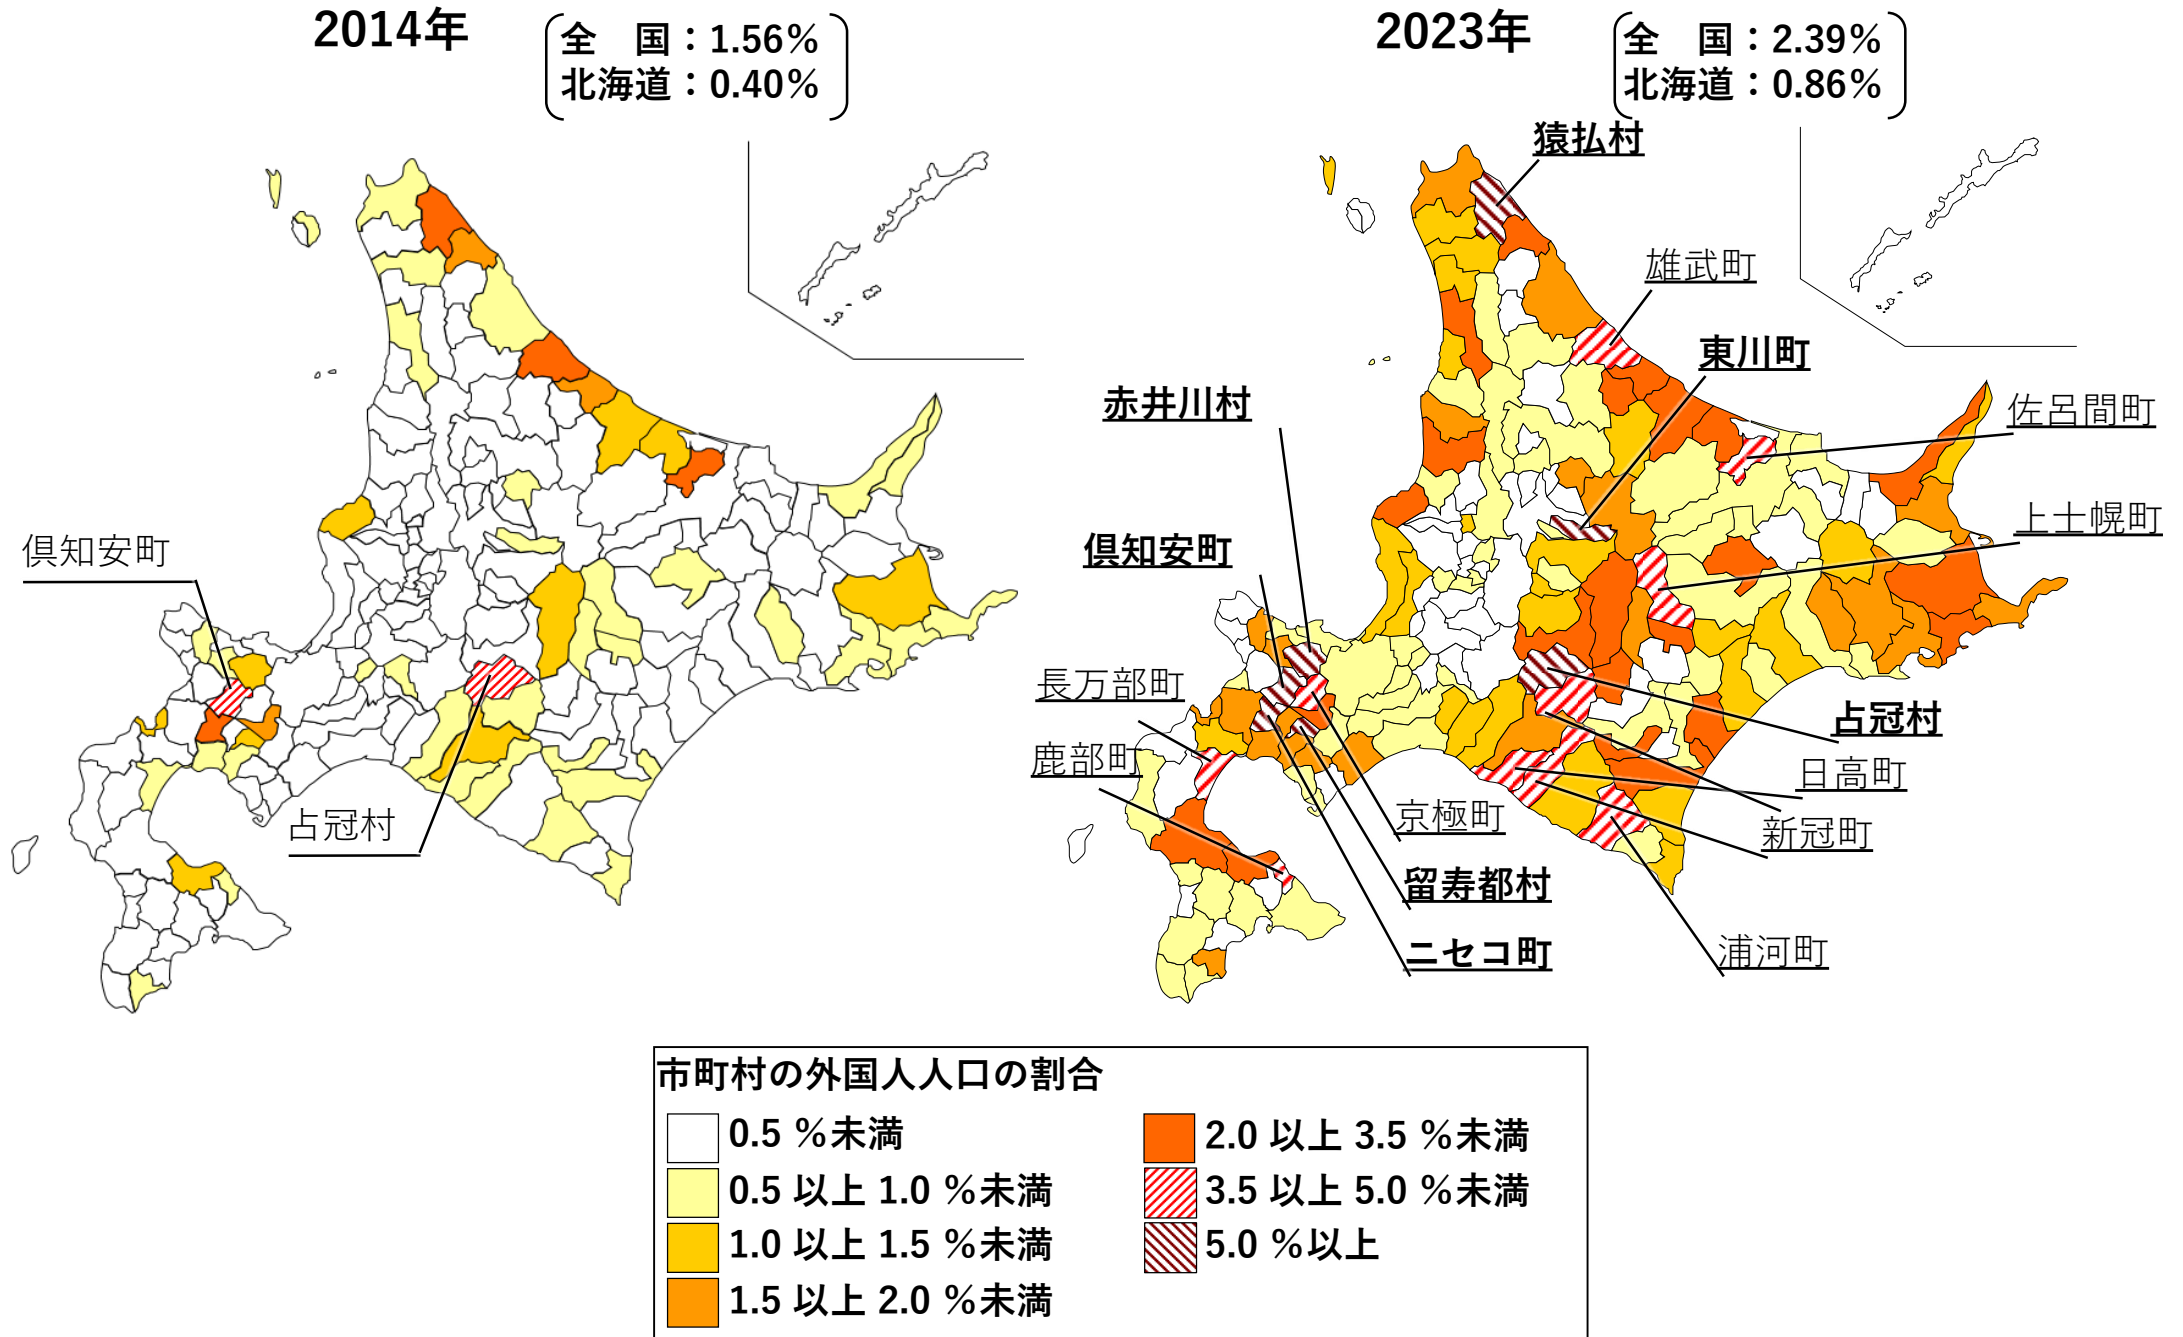 2014年
全　国：1.56%
北海道：0.40%
倶知安町
占冠村
2023年
全　国：2.39%
北海道：0.86%
猿払村
雄武町
東川町
赤井川村
佐呂間町
上士幌町
倶知安町
長万部町
占冠村
鹿部町
日高町
京極町
新冠町
留寿都村
ニセコ町
浦河町
市町村の外国人人口の割合
0.5 %未満
0.5 以上 1.0 %未満
1.0 以上 1.5 %未満
1.5 以上 2.0 %未満
2.0 以上 3.5 %未満
3.5 以上 5.0 %未満
5.0 %以上